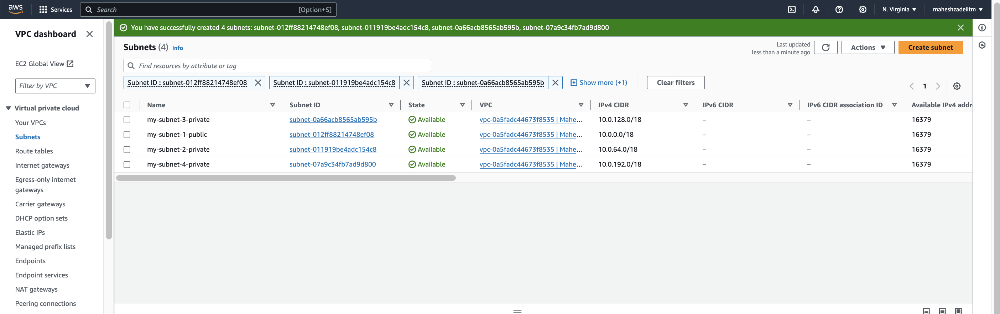 aws Services Search [Option+S] N. Virginia maheshzadeiitm
VPC dashboard
EC2 Global View
Filter by VPC
Virtual private cloud
Your VPCs
Subnets
Route tables
Internet gateways
Egress-only internet
gateways
Carrier gateways
DHCP option sets
Elastic IPs
Managed prefix lists
Endpoints
Endpoint services
NAT gateways
Peering connections
You have successfully created 4 subnets: subnet-012ff88214748ef08, subnet-011919be4adc154c8, subnet-0a66acb8565ab595b, subnet-07a9c34fb7ad9d800
Subnets (4) Info
Last updated
less than a minute ago
Actions
Create subnet
Find resources by attribute or tag
Subnet ID : subnet-012ff88214748ef08 Subnet ID : subnet-011919be4adc154c8 Subnet ID : subnet-0a66acb8565ab595b Show more (+1) Clear filters
1
Name Subnet ID State VPC IPv4 CIDR IPv6 CIDR IPv6 CIDR association ID Available IPv4 addr
my-subnet-3-private subnet-0a66acb8565ab595b Available vpc-0a5fadc44673f8535 | Mahe... 10.0.128.0/18 – – 16379
my-subnet-1-public subnet-012ff88214748ef08 Available vpc-0a5fadc44673f8535 | Mahe... 10.0.0.0/18 – – 16379
my-subnet-2-private subnet-011919be4adc154c8 Available vpc-0a5fadc44673f8535 | Mahe... 10.0.64.0/18 – – 16379
my-subnet-4-private subnet-07a9c34fb7ad9d800 Available vpc-0a5fadc44673f8535 | Mahe... 10.0.192.0/18 – – 16379